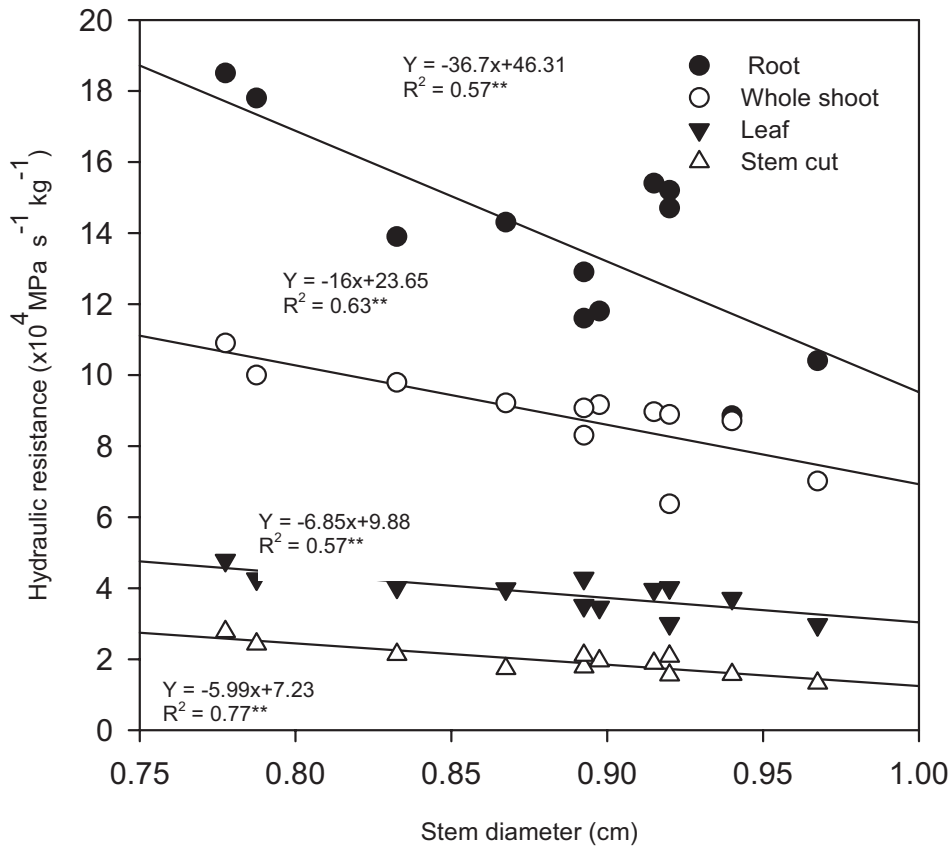 20
18
16
14
12
10
8
6
4
2
0
Hydraulic resistance (x10⁴ MPa s⁻¹ kg⁻¹)
Y = -36.7x+46.31
R² = 0.57**
Root
Whole shoot
Leaf
Stem cut
Y = -16x+23.65
R² = 0.63**
Y = -6.85x+9.88
R² = 0.57**
Y = -5.99x+7.23
R² = 0.77**
0.75 0.80 0.85 0.90 0.95 1.00
Stem diameter (cm)